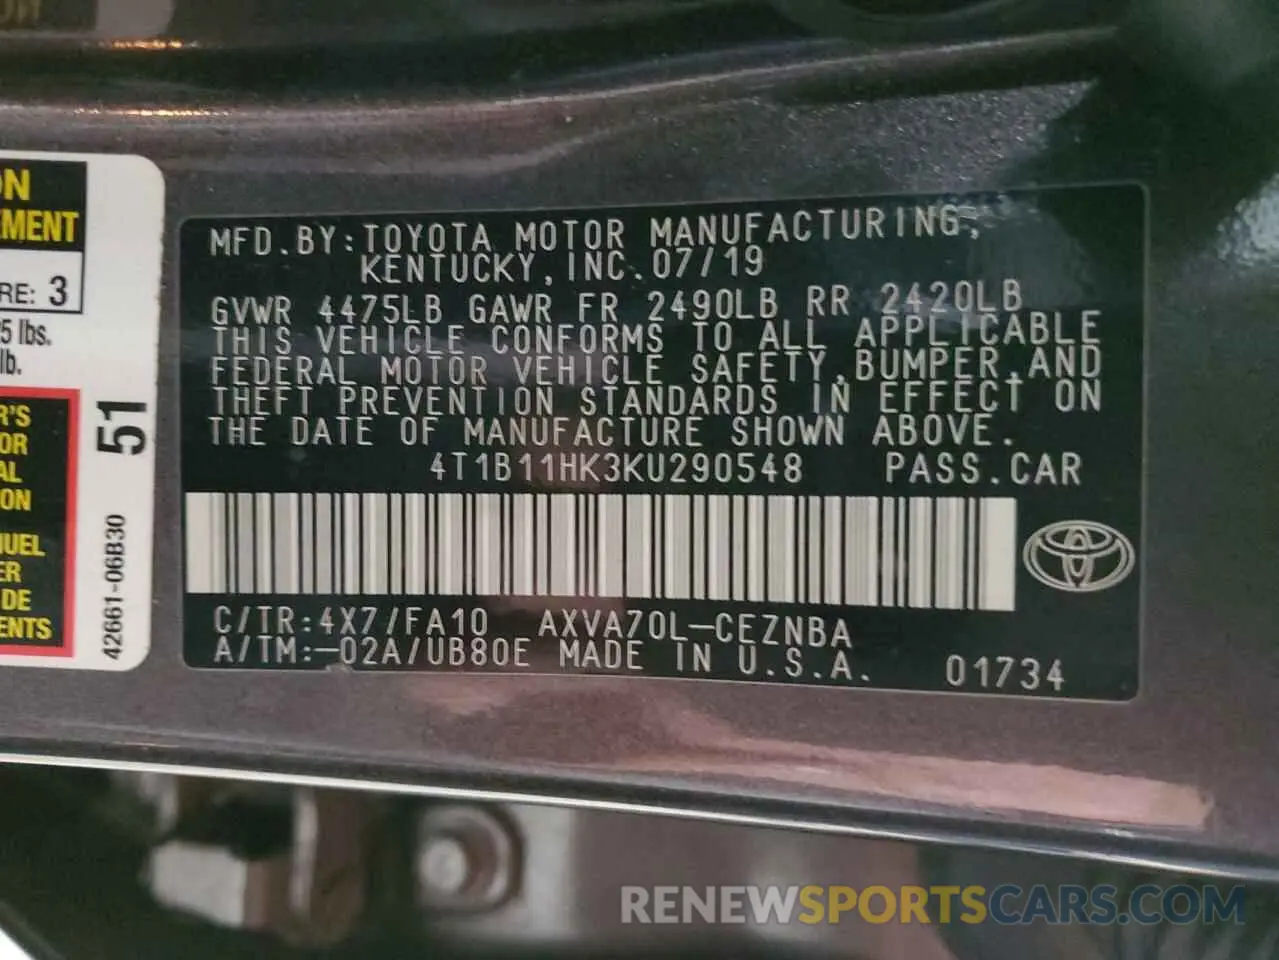 ON
EMENT
RE: 3
5 lbs.
lb.
R'S
OR
AL
ION
UEL
ER
DE
ENTS
51
42661-06B30
MFD.BY:TOYOTA MOTOR MANUFACTURING,
KENTUCKY,INC.07/19
GVWR 4475LB GAWR FR 2490LB RR 2420LB
THIS VEHICLE CONFORMS TO ALL APPLICABLE
FEDERAL MOTOR VEHICLE SAFETY,BUMPER,AND
THEFT PREVENTION STANDARDS IN EFFECT ON
THE DATE OF MANUFACTURE SHOWN ABOVE.
4T1B11HK3KU290548 PASS.CAR
C/TR:4X7/FA10 AXVA70L-CEZNBA
A/TM:-02A/UB80E MADE IN U.S.A. 01734
RENEWSPORTSCARS.COM